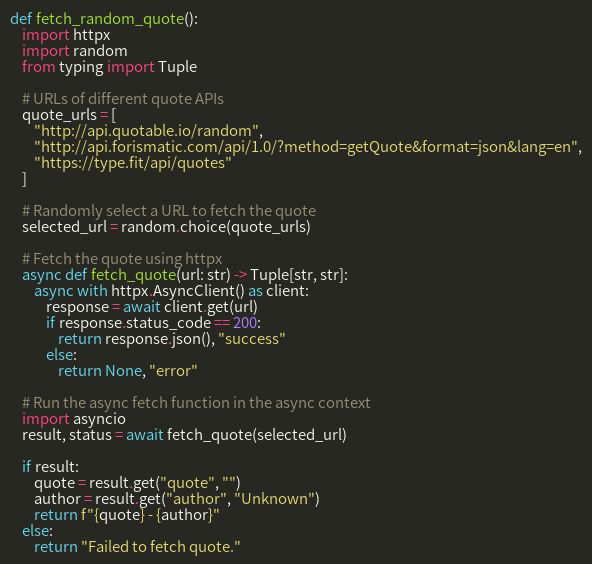 def fetch_random_quote():
    import httpx
    import random
    from typing import Tuple

    # URLs of different quote APIs
    quote_urls = [
        "http://api.quotable.io/random",
        "http://api.forismatic.com/api/1.0/?method=getQuote&format=json&lang=en",
        "https://type.fit/api/quotes"
    ]

    # Randomly select a URL to fetch the quote
    selected_url = random.choice(quote_urls)

    # Fetch the quote using httpx
    async def fetch_quote(url: str) -> Tuple[str, str]:
        async with httpx.AsyncClient() as client:
            response = await client.get(url)
            if response.status_code == 200:
                return response.json(), "success"
            else:
                return None, "error"

    # Run the async fetch function in the async context
    import asyncio
    result, status = await fetch_quote(selected_url)

    if result:
        quote = result.get("quote", "")
        author = result.get("author", "Unknown")
        return f"{quote} - {author}"
    else:
        return "Failed to fetch quote."